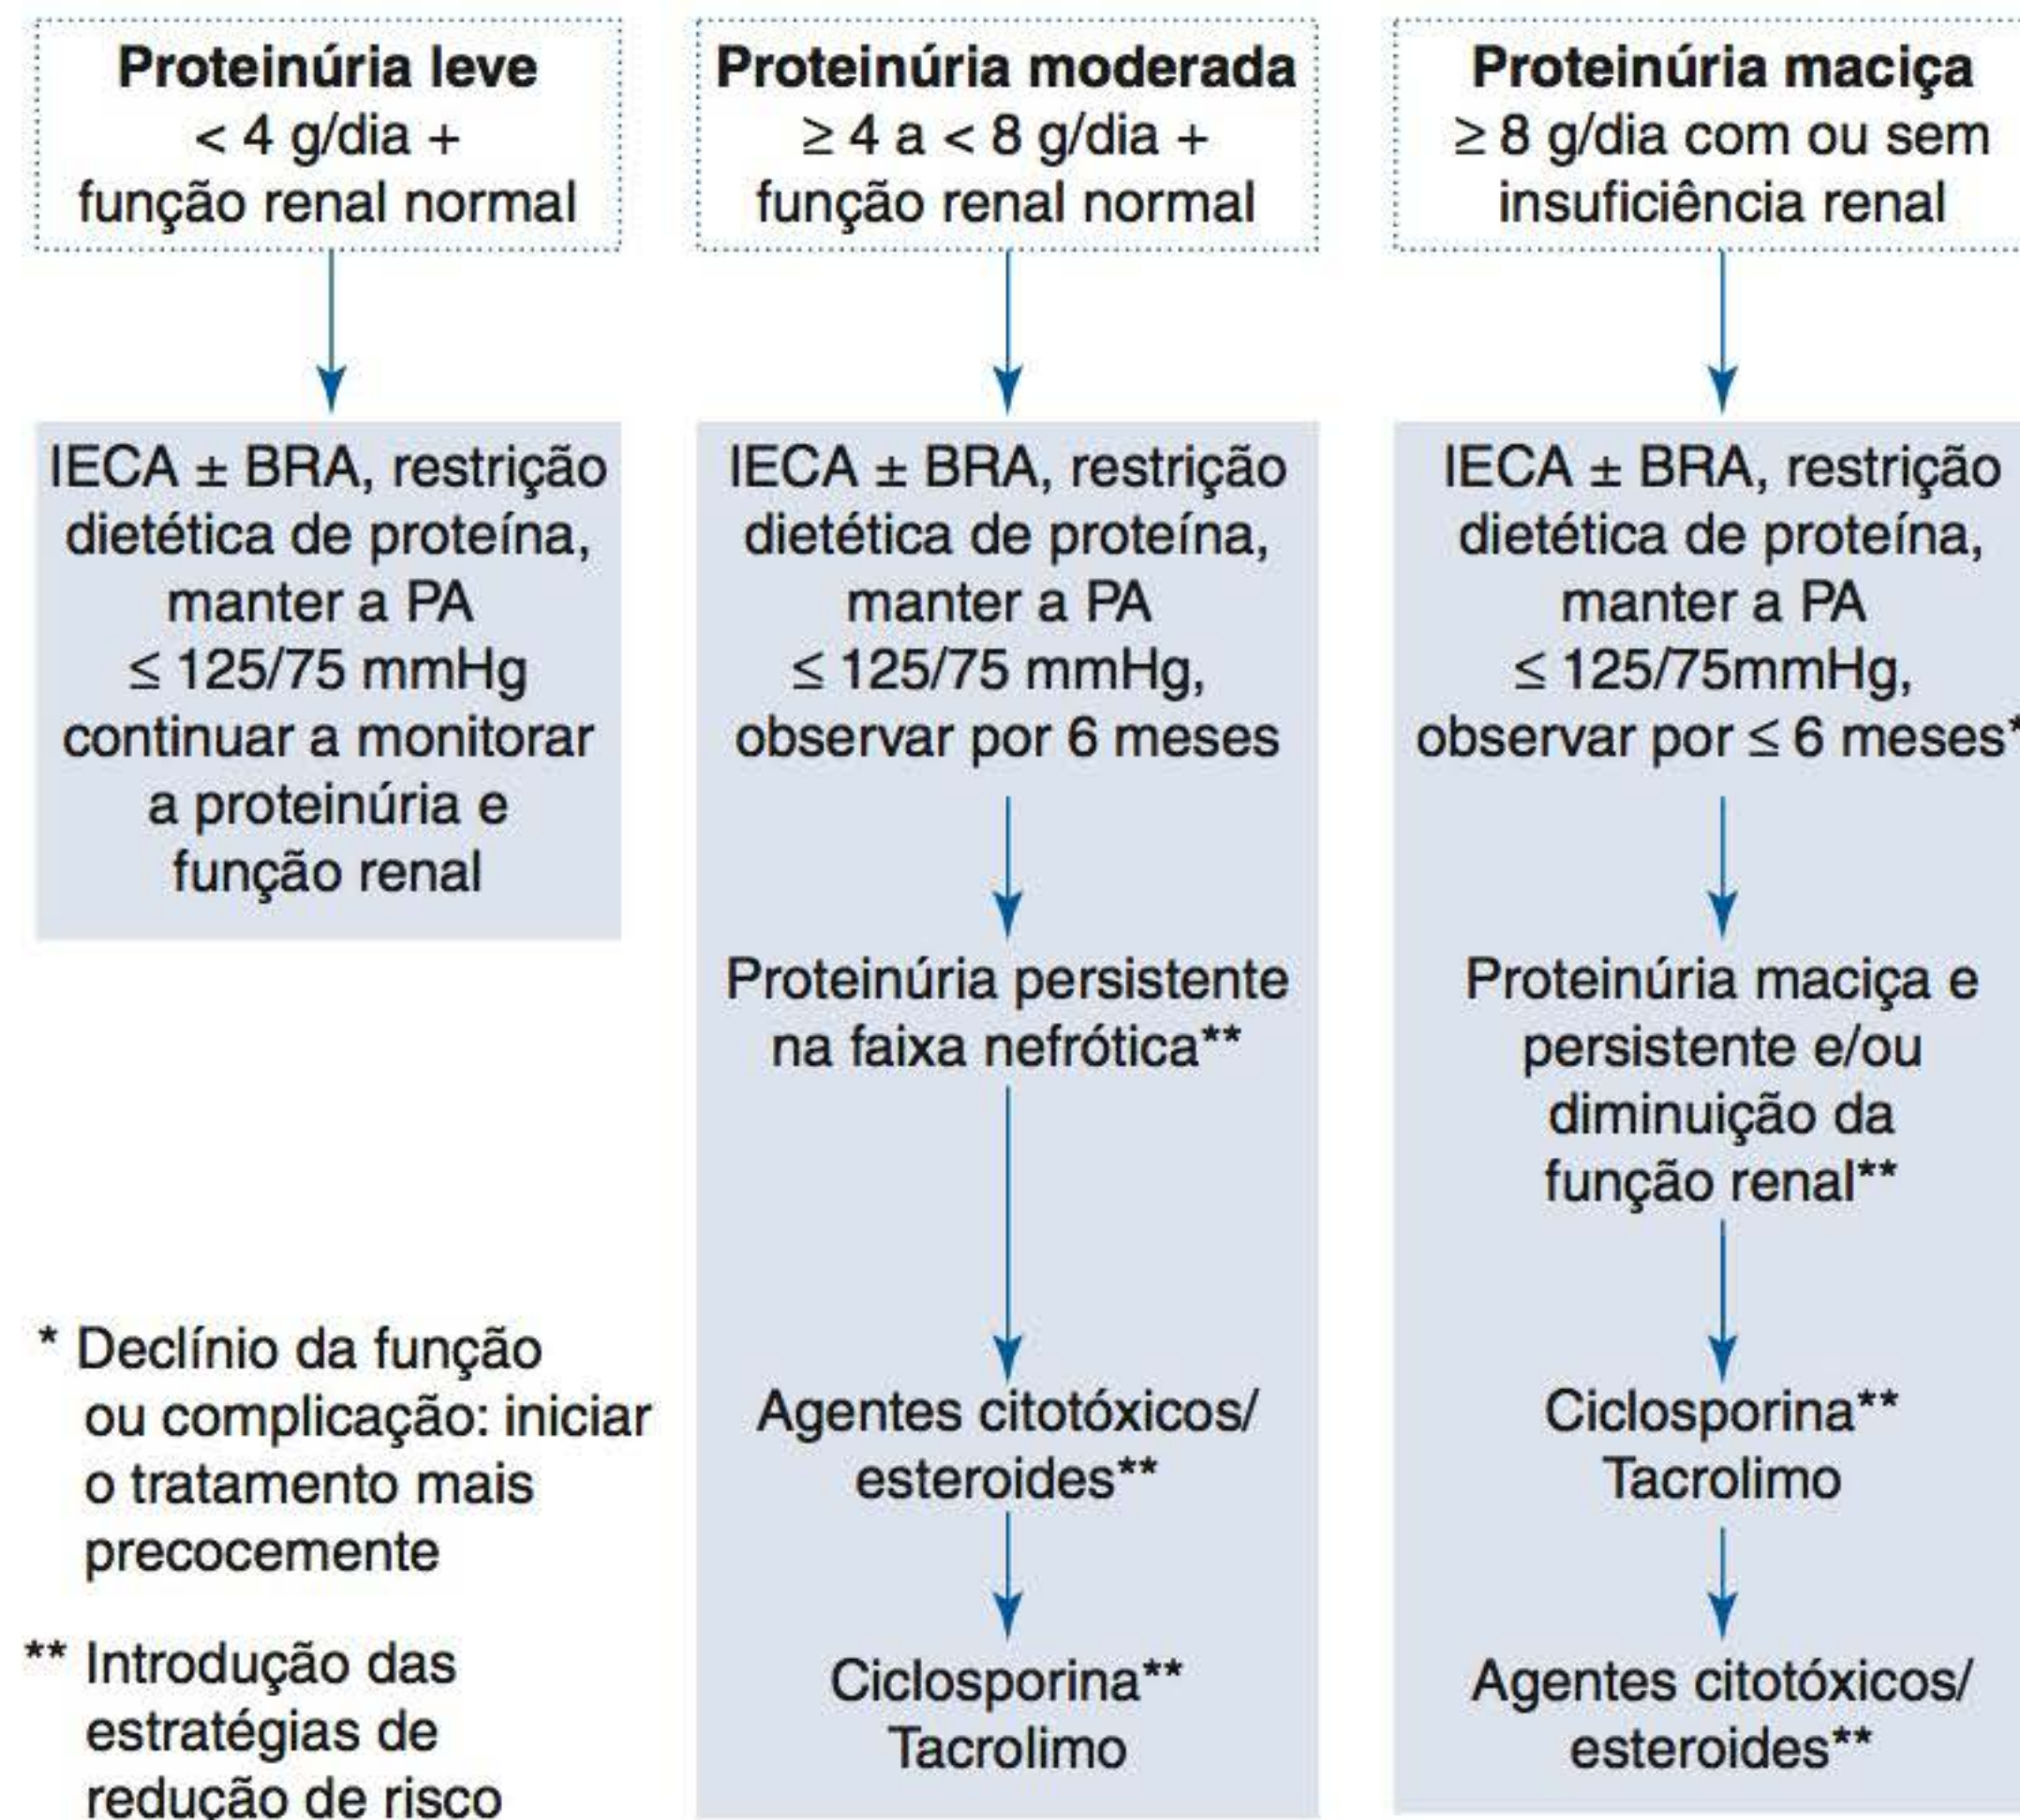 Proteinúria leve
< 4 g/dia +
função renal normal
IECA ± BRA, restrição
dietética de proteína,
manter a PA
≤ 125/75 mmHg
continuar a monitorar
a proteinúria e
função renal
Proteinúria moderada
≥ 4 a < 8 g/dia +
função renal normal
IECA ± BRA, restrição
dietética de proteína,
manter a PA
≤ 125/75 mmHg,
observar por 6 meses
Proteinúria persistente
na faixa nefrótica**
Agentes citotóxicos/
esteroides**
Ciclosporina**
Tacrolimo
Proteinúria maciça
≥ 8 g/dia com ou sem
insuficiência renal
IECA ± BRA, restrição
dietética de proteína,
manter a PA
≤ 125/75mmHg,
observar por ≤ 6 meses*
Proteinúria maciça e
persistente e/ou
diminuição da
função renal**
Ciclosporina**
Tacrolimo
Agentes citotóxicos/
esteroides**
* Declínio da função
ou complicação: iniciar
o tratamento mais
precocemente
** Introdução das
estratégias de
redução de risco